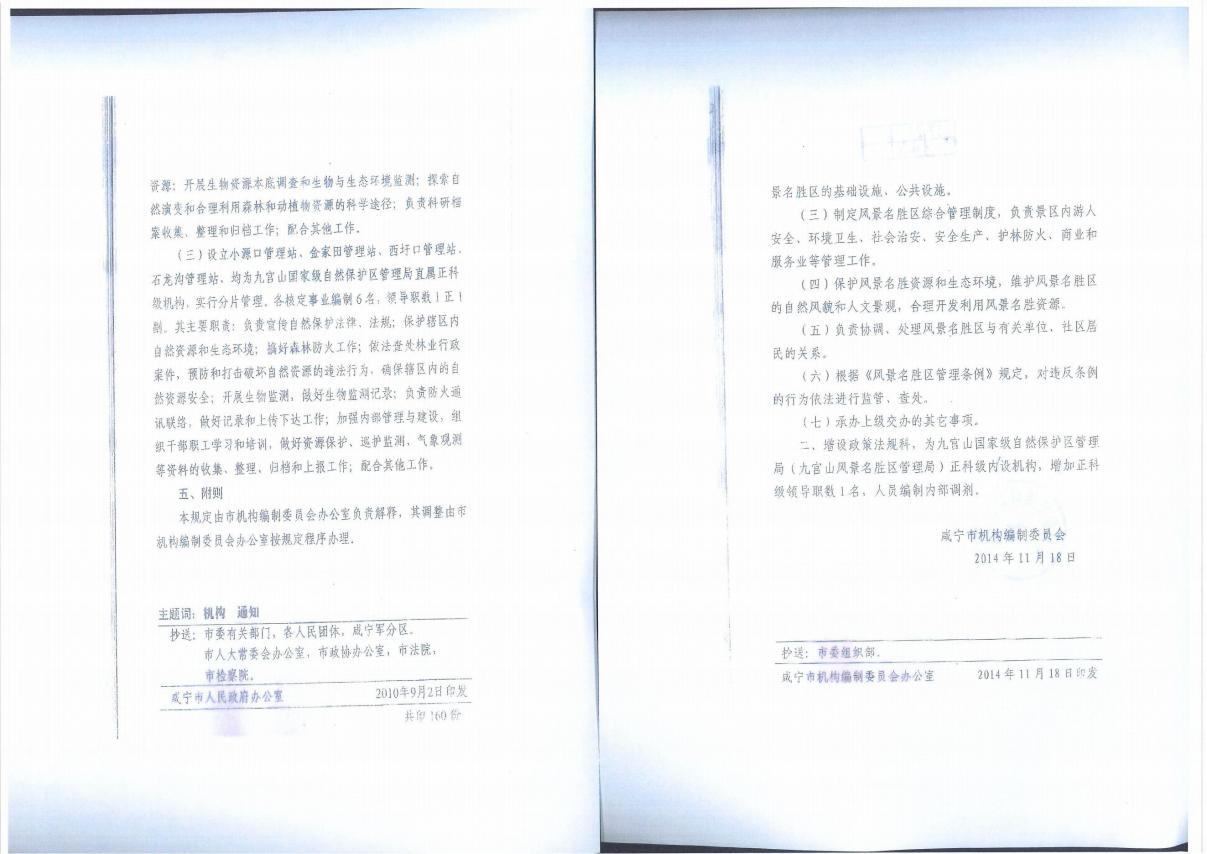 资源；开展生物资源本底调查和生物与生态环境监测；探索自
然演变和合理利用森林和动植物资源的科学途径；负责科研档
案收集、整理和归档工作；配合其他工作。
（三）设立小源口管理站、金家田管理站、西圩口管理站、
石龙沟管理站，均为九宫山国家级自然保护区管理局直属正科
级机构，实行分片管理。各核定事业编制6名，领导职数1正1
副。其主要职责：负责宣传自然保护法律、法规；保护辖区内
自然资源和生态环境；搞好森林防火工作；依法查处林业行政
案件，预防和打击破坏自然资源的违法行为，确保辖区内的自
然资源安全；开展生物监测，做好生物监测记录；负责防火通
讯联络，做好记录和上传下达工作；加强内部管理与建设，组
织干部职工学习和培训，做好资源保护、巡护监测、气象观测
等资料的收集、整理、归档和上报工作；配合其他工作。
五、附则
本规定由市机构编制委员会办公室负责解释，其调整由市
机构编制委员会办公室按规定程序办理。
主题词：机构 通知
抄送：市委有关部门，各人民团体，咸宁军分区。
市人大常委会办公室，市政协办公室，市法院，
市检察院。
咸宁市人民政府办公室 2010年9月2日印发
共印160份
景名胜区的基础设施、公共设施。
（三）制定风景名胜区综合管理制度，负责景区内游人
安全、环境卫生、社会治安、安全生产、护林防火、商业和
服务业等管理工作。
（四）保护风景名胜资源和生态环境，维护风景名胜区
的自然风貌和人文景观，合理开发利用风景名胜资源。
（五）负责协调、处理风景名胜区与有关单位、社区居
民的关系。
（六）根据《风景名胜区管理条例》规定，对违反条例
的行为依法进行监管、查处。
（七）承办上级交办的其它事项。
二、增设政策法规科，为九宫山国家级自然保护区管理
局（九宫山风景名胜区管理局）正科级内设机构，增加正科
级领导职数1名，人员编制内部调剂。
咸宁市机构编制委员会
2014年11月18日
抄送：市委组织部。
咸宁市机构编制委员会办公室 2014年11月18日印发